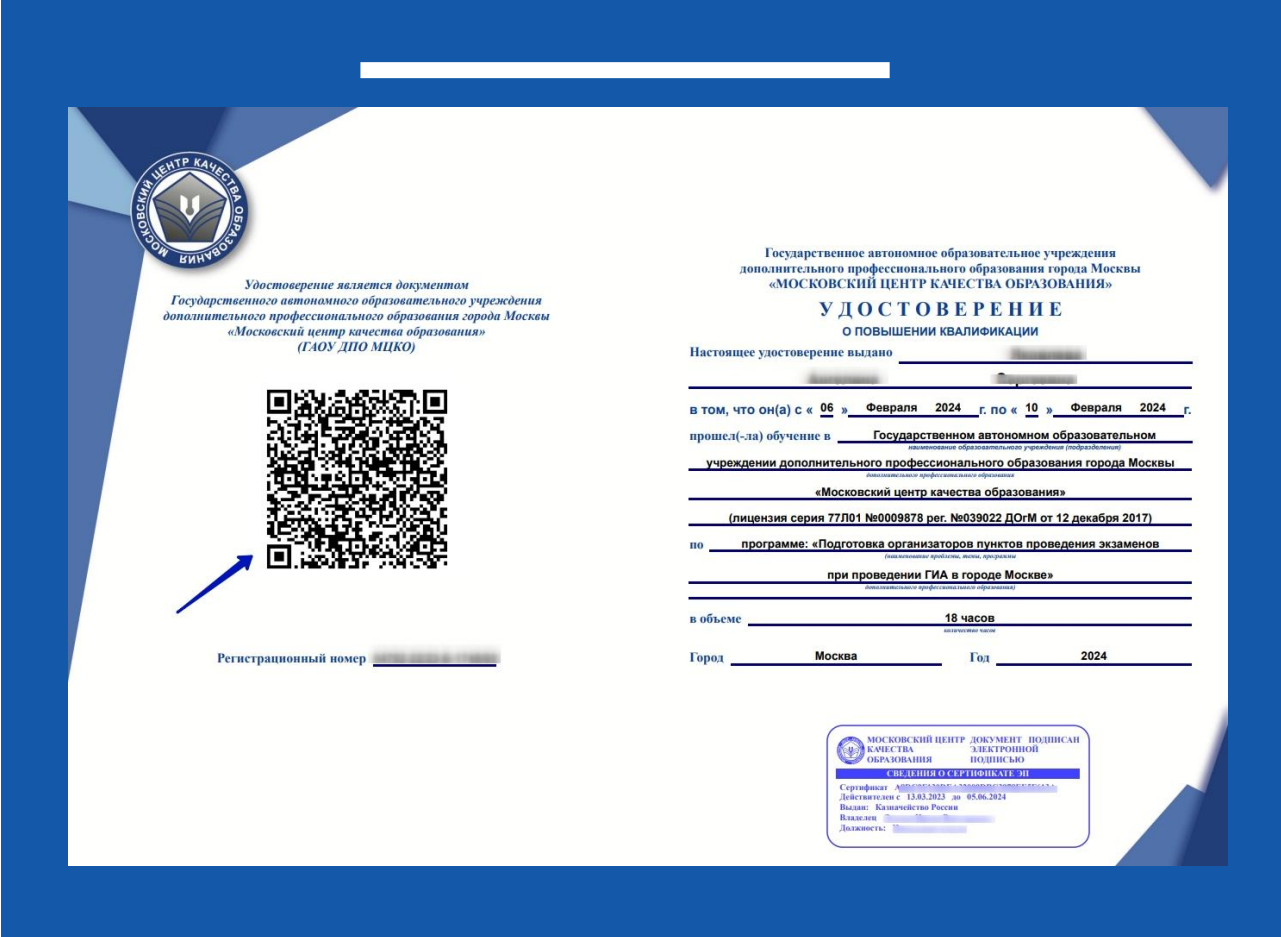 МОСКОВСКИЙ ЦЕНТР КАЧЕСТВА ОБРАЗОВАНИЯ
Удостоверение является документом
Государственного автономного образовательного учреждения
дополнительного профессионального образования города Москвы
«Московский центр качества образования»
(ГАОУ ДПО МЦКО)
Регистрационный номер
Государственное автономное образовательное учреждения
дополнительного профессионального образования города Москвы
«МОСКОВСКИЙ ЦЕНТР КАЧЕСТВА ОБРАЗОВАНИЯ»
УДОСТОВЕРЕНИЕ
О ПОВЫШЕНИИ КВАЛИФИКАЦИИ
Настоящее удостоверение выдано
в том, что он(а) с « 06 » Февраля 2024 г. по « 10 » Февраля 2024 г.
прошел(-ла) обучение в Государственном автономном образовательном
наименование образовательного учреждения (подразделения)
учреждении дополнительного профессионального образования города Москвы
дополнительного профессионального образования
«Московский центр качества образования»
(лицензия серия 77Л01 №0009878 рег. №039022 ДОгМ от 12 декабря 2017)
по программе: «Подготовка организаторов пунктов проведения экзаменов
(наименование проблемы, темы, программы
при проведении ГИА в городе Москве»
дополнительного профессионального образования)
в объеме 18 часов
количество часов
Город Москва Год 2024
МОСКОВСКИЙ ЦЕНТР ДОКУМЕНТ ПОДПИСАН
КАЧЕСТВА ЭЛЕКТРОННОЙ
ОБРАЗОВАНИЯ ПОДПИСЬЮ
СВЕДЕНИЯ О СЕРТИФИКАТЕ ЭП
Сертификат
Действителен с 13.03.2023 до 05.06.2024
Выдан: Казначейство России
Владелец
Должность: